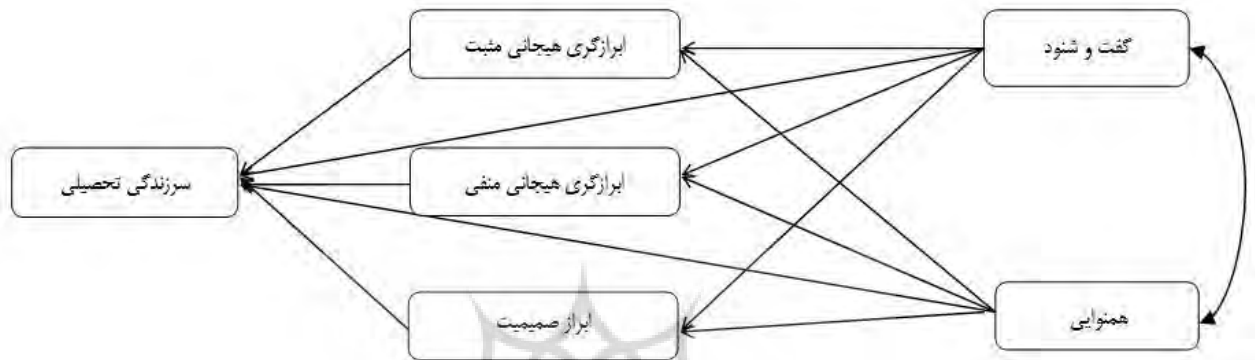 گفت و شنود
ابرازگری هیجانی مثبت
ابرازگری هیجانی منفی
سرزندگی تحصیلی
همنوایی
ابراز صمیمیت